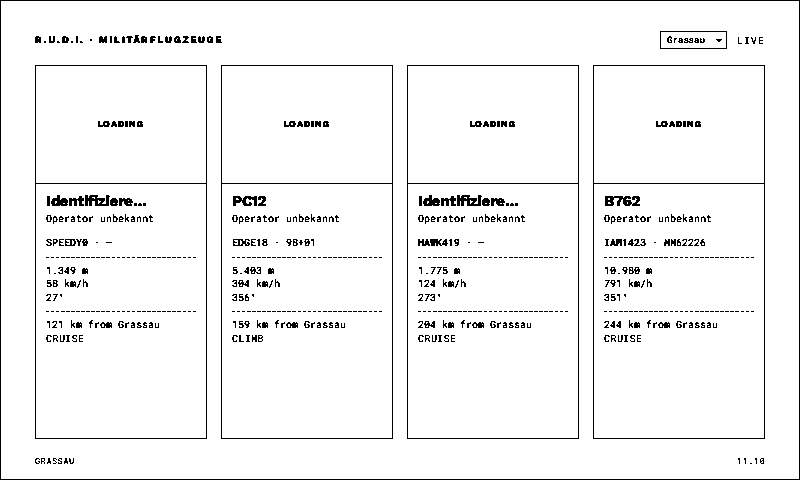 R.U.D.I. · MILITÄRFLUGZEUGE
Grassau
LIVE
LOADING
Identifiziere...
Operator unbekannt
SPEEDY0 · —
1.349 m
58 km/h
27°
121 km from Grassau
CRUISE
LOADING
PC12
Operator unbekannt
EDGE18 · 98+01
5.403 m
304 km/h
356°
159 km from Grassau
CLIMB
LOADING
Identifiziere...
Operator unbekannt
HAWK419 · —
1.775 m
124 km/h
273°
204 km from Grassau
CRUISE
LOADING
B762
Operator unbekannt
IAM1423 · MM62226
10.980 m
791 km/h
351°
244 km from Grassau
CRUISE
GRASSAU
11.10